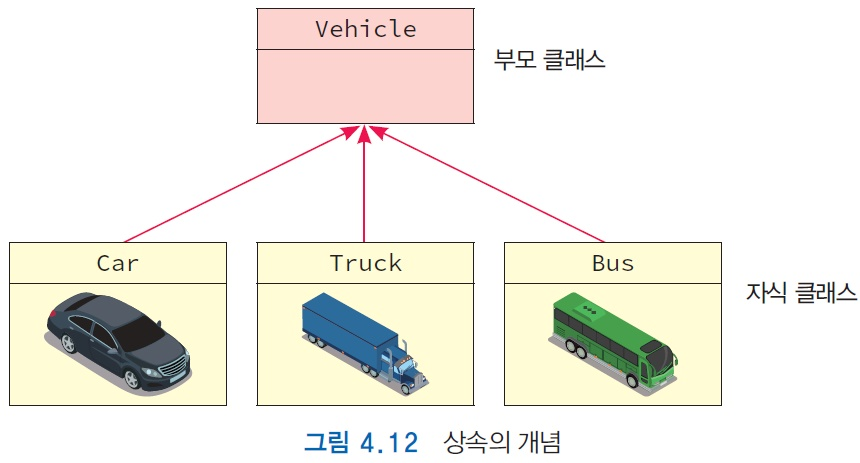 Vehicle
부모 클래스
Car
Truck
Bus
자식 클래스
그림 4.12 상속의 개념